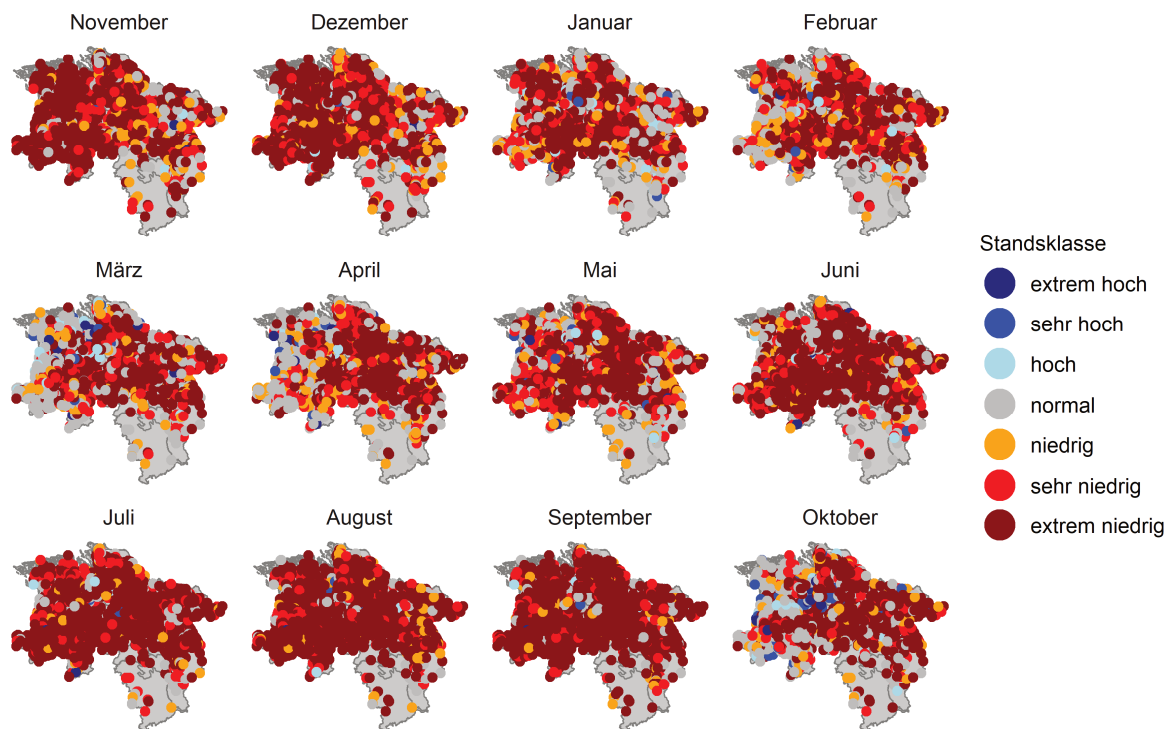 November Dezember Januar Februar
März April Mai Juni
Juli August September Oktober
Standsklasse
extrem hoch
sehr hoch
hoch
normal
niedrig
sehr niedrig
extrem niedrig